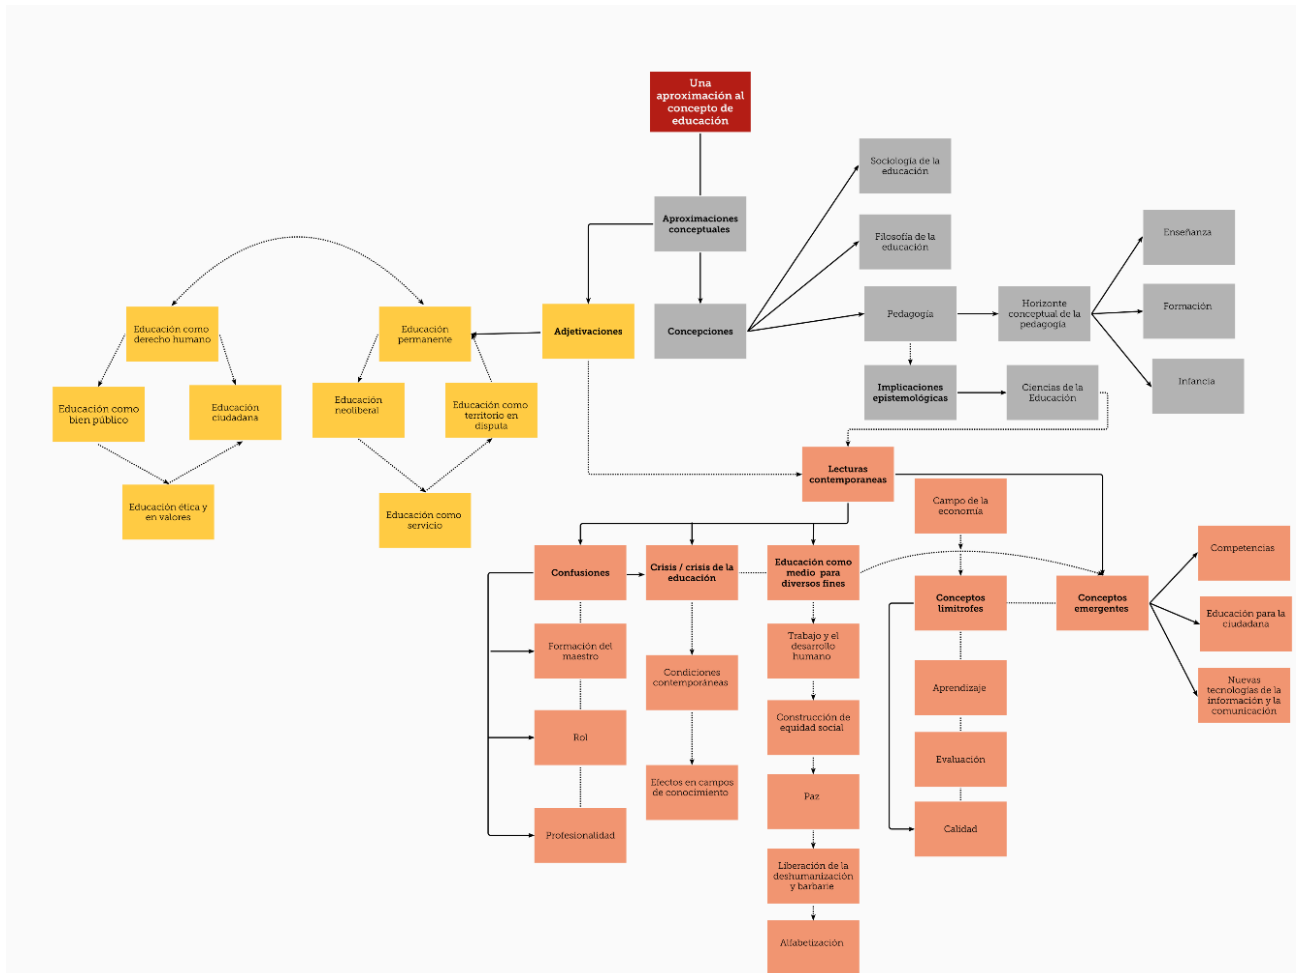 Una
aproximación al
concepto de
educación
Sociología de la
educación
Aproximaciones
conceptuales
Filosofía de la
educación
Enseñanza
Educación como
derecho humano
Educación
permanente
Adjetivaciones
Concepciones
Pedagogía
Horizonte
conceptual de la
pedagogía
Formación
Educación como
bien público
Educación
ciudadana
Educación
neoliberal
Educación como
territorio en
disputa
Implicaciones
epistemológicas
Ciencias de la
Educación
Infancia
Educación ética y
en valores
Educación como
servicio
Lecturas
contemporaneas
Campo de la
economía
Confusiones
Crisis / crisis de la
educación
Educación como
medio para
diversos fines
Conceptos
limítrofes
Conceptos
emergentes
Competencias
Educación para la
ciudadana
Nuevas
tecnologías de la
información y la
comunicación
Formación del
maestro
Rol
Profesionalidad
Condiciones
contemporáneas
Efectos en campos
de conocimiento
Trabajo y el
desarrollo
humano
Construcción de
equidad social
Paz
Liberación de la
deshumanización
y barbarie
Alfabetización
Aprendizaje
Evaluación
Calidad